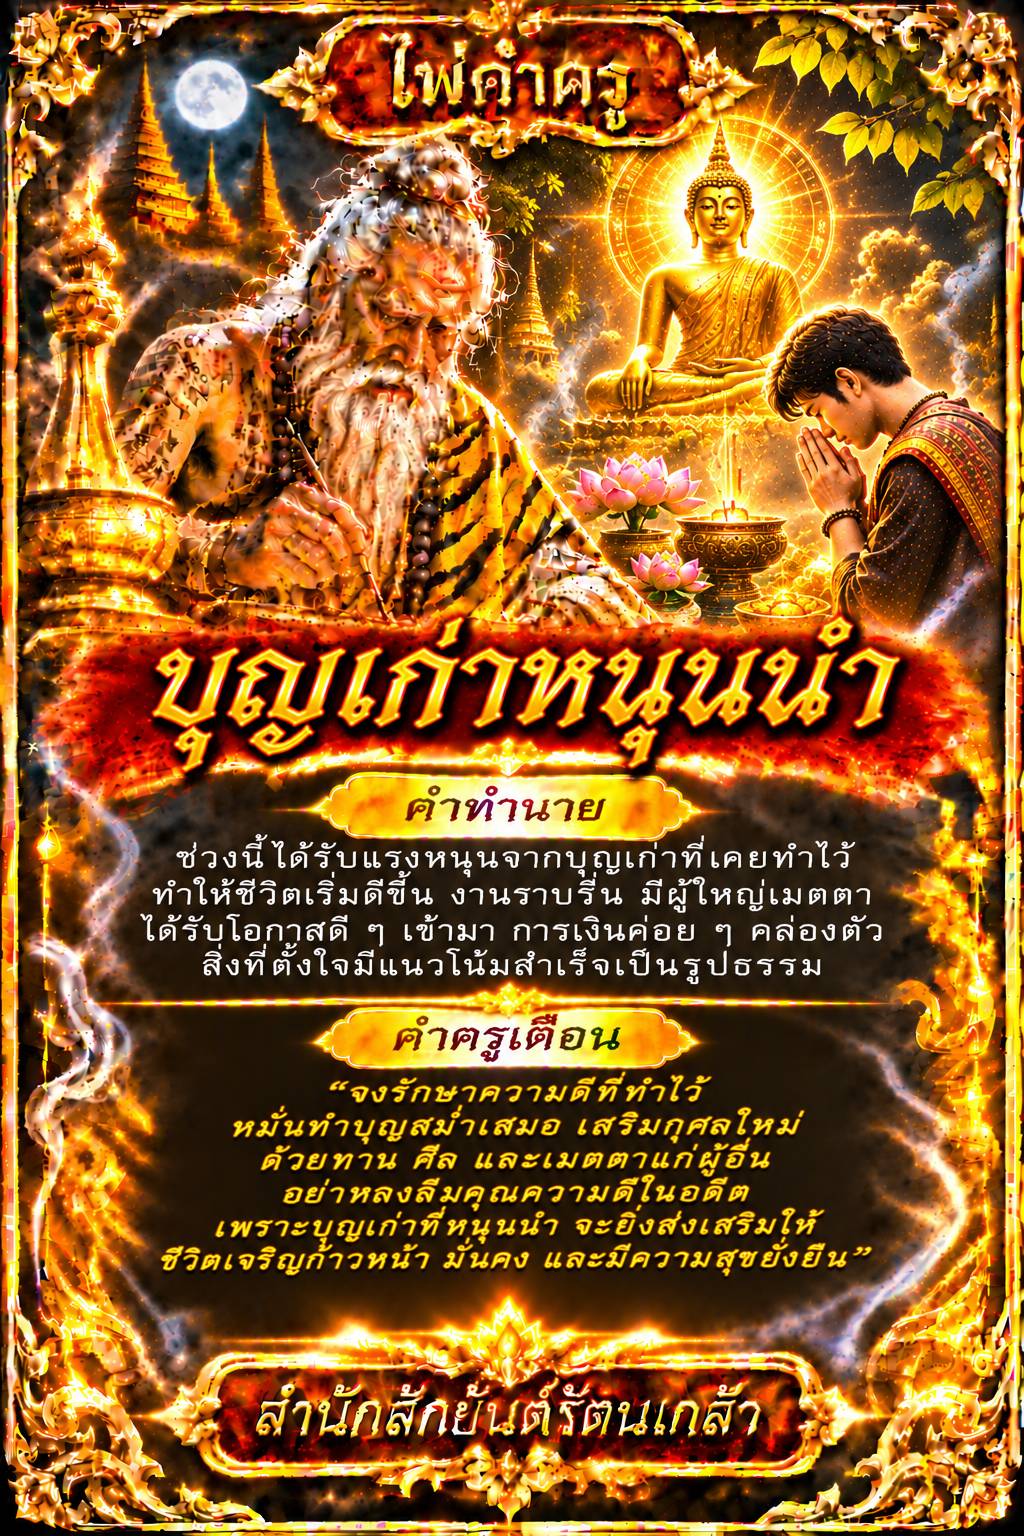 ไพ่คำครู
บุญเก่าหนุนนำ
คำทำนาย
ช่วงนี้ ได้รับแรงหนุนจากบุญเก่าที่เคยทำไว้
ทำให้ชีวิตเริ่มดีขึ้น งานราบรื่น มีผู้ใหญ่เมตตา
ได้รับโอกาสดี ๆ เข้ามา การเงินค่อย ๆ คล่องตัว
สิ่งที่ตั้งใจมีแนวโน้มสำเร็จเป็นรูปธรรม
คำครูเตือน
“จงรักษาความดีที่ทำไว้
หมั่นทำบุญสม่ำเสมอ เสริมกุศลใหม่
ด้วยทาน ศีล และเมตตาแก่ผู้อื่น
อย่าหลงลืมคุณความดีในอดีต
เพราะบุญเก่าที่หนุนนำ จะยิ่งส่งเสริมให้
ชีวิตเจริญก้าวหน้า มั่นคง และมีความสุขยั่งยืน”
สำนักสักยันต์รัตนเกล้า